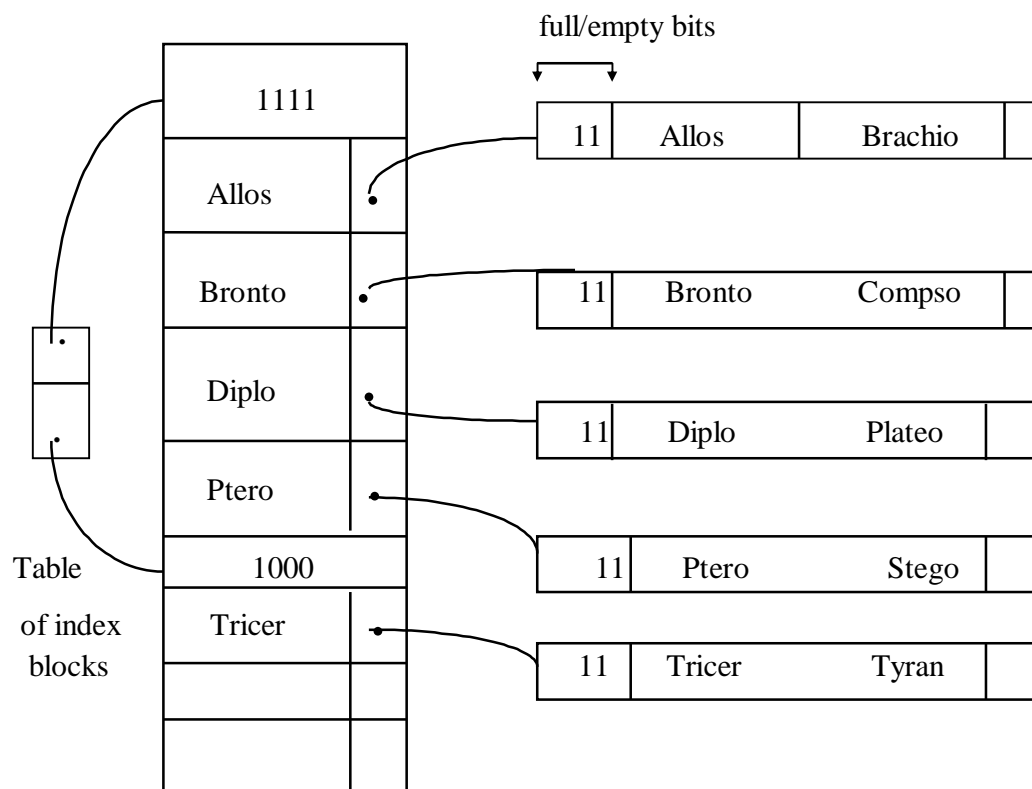 full/empty bits
1111
11 Allos Brachio
Allos
Bronto
11 Bronto Compso
Diplo
11 Diplo Plateo
Ptero
Table
of index
blocks
1000
11 Ptero Stego
Tricer
11 Tricer Tyran